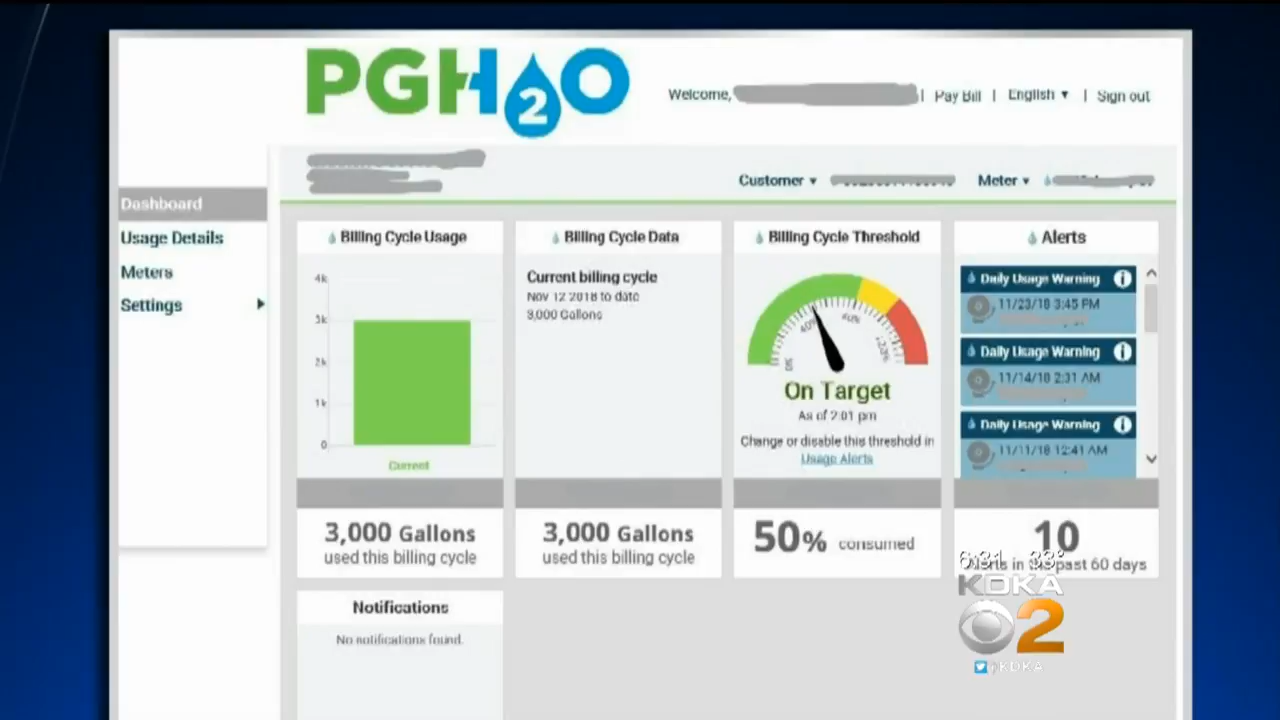 PGH2O
Welcome, | Pay Bill | English ▾ | Sign out
Customer ▾ Meter ▾
Dashboard
Usage Details
Meters
Settings
Billing Cycle Usage
4k
3k
2k
1k
0
Current
3,000 Gallons
used this billing cycle
Billing Cycle Data
Current billing cycle
Nov 12 2018 to date
3,000 Gallons
3,000 Gallons
used this billing cycle
Billing Cycle Threshold
On Target
As of 2:01 pm
Change or disable this threshold in
Usage Alerts
50% consumed
Alerts
Daily Usage Warning
11/23/18 3:45 PM
Daily Usage Warning
11/14/18 2:31 AM
Daily Usage Warning
11/11/18 12:41 AM
10
Alerts in the past 60 days
Notifications
No notifications found.
6:31 33°
KDKA
2
@KDKA